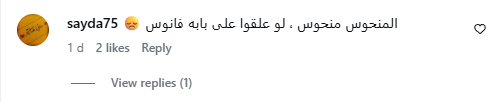 sayda75 😞 المنحوس منحوس ، لو علقوا على بابه فانوس
1 d 2 likes Reply
View replies (1)